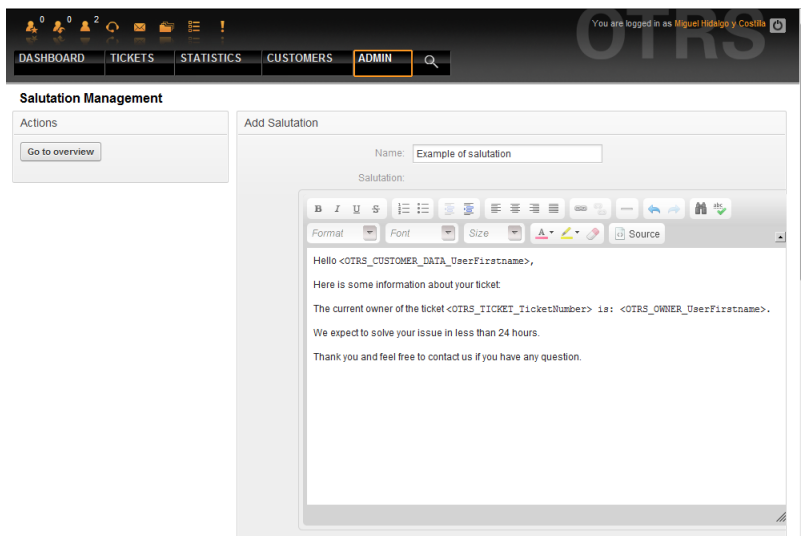 0 0 2
You are logged in as Miguel Hidalgo y Costilla
OTRS
DASHBOARD TICKETS STATISTICS CUSTOMERS ADMIN
Salutation Management
Actions
Go to overview
Add Salutation
Name: Example of salutation
Salutation:
B I U S abc
Format Font Size A Source
Hello <OTRS_CUSTOMER_DATA_UserFirstname>,
Here is some information about your ticket:
The current owner of the ticket <OTRS_TICKET_TicketNumber> is: <OTRS_OWNER_UserFirstname>.
We expect to solve your issue in less than 24 hours.
Thank you and feel free to contact us if you have any question.